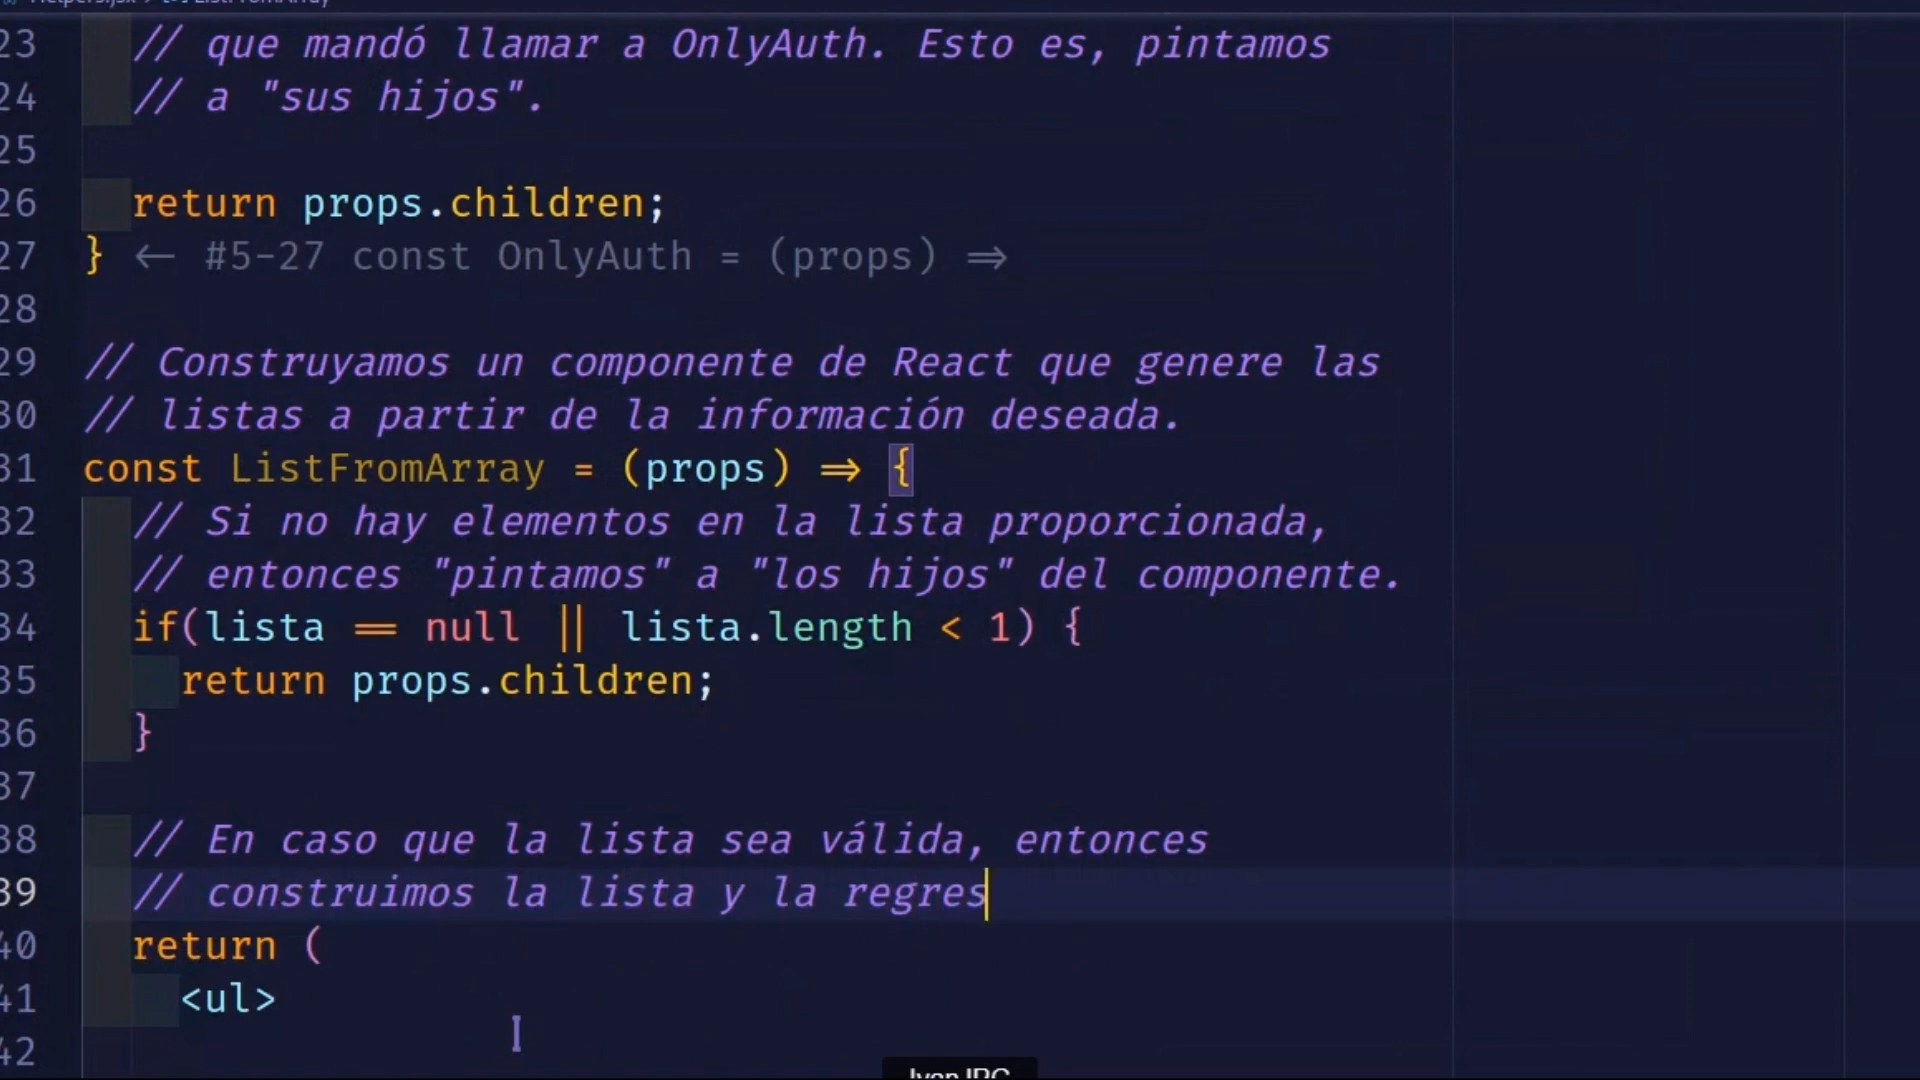 23 // que mandó llamar a OnlyAuth. Esto es, pintamos
24 // a "sus hijos".
25
26 return props.children;
27 } ← #5-27 const OnlyAuth = (props) ⇒
28
29 // Construyamos un componente de React que genere las
30 // listas a partir de la información deseada.
31 const ListFromArray = (props) ⇒ {
32 // Si no hay elementos en la lista proporcionada,
33 // entonces "pintamos" a "los hijos" del componente.
34 if(lista == null || lista.length < 1) {
35 return props.children;
36 }
37
38 // En caso que la lista sea válida, entonces
39 // construimos la lista y la regres
40 return (
41 <ul>
42